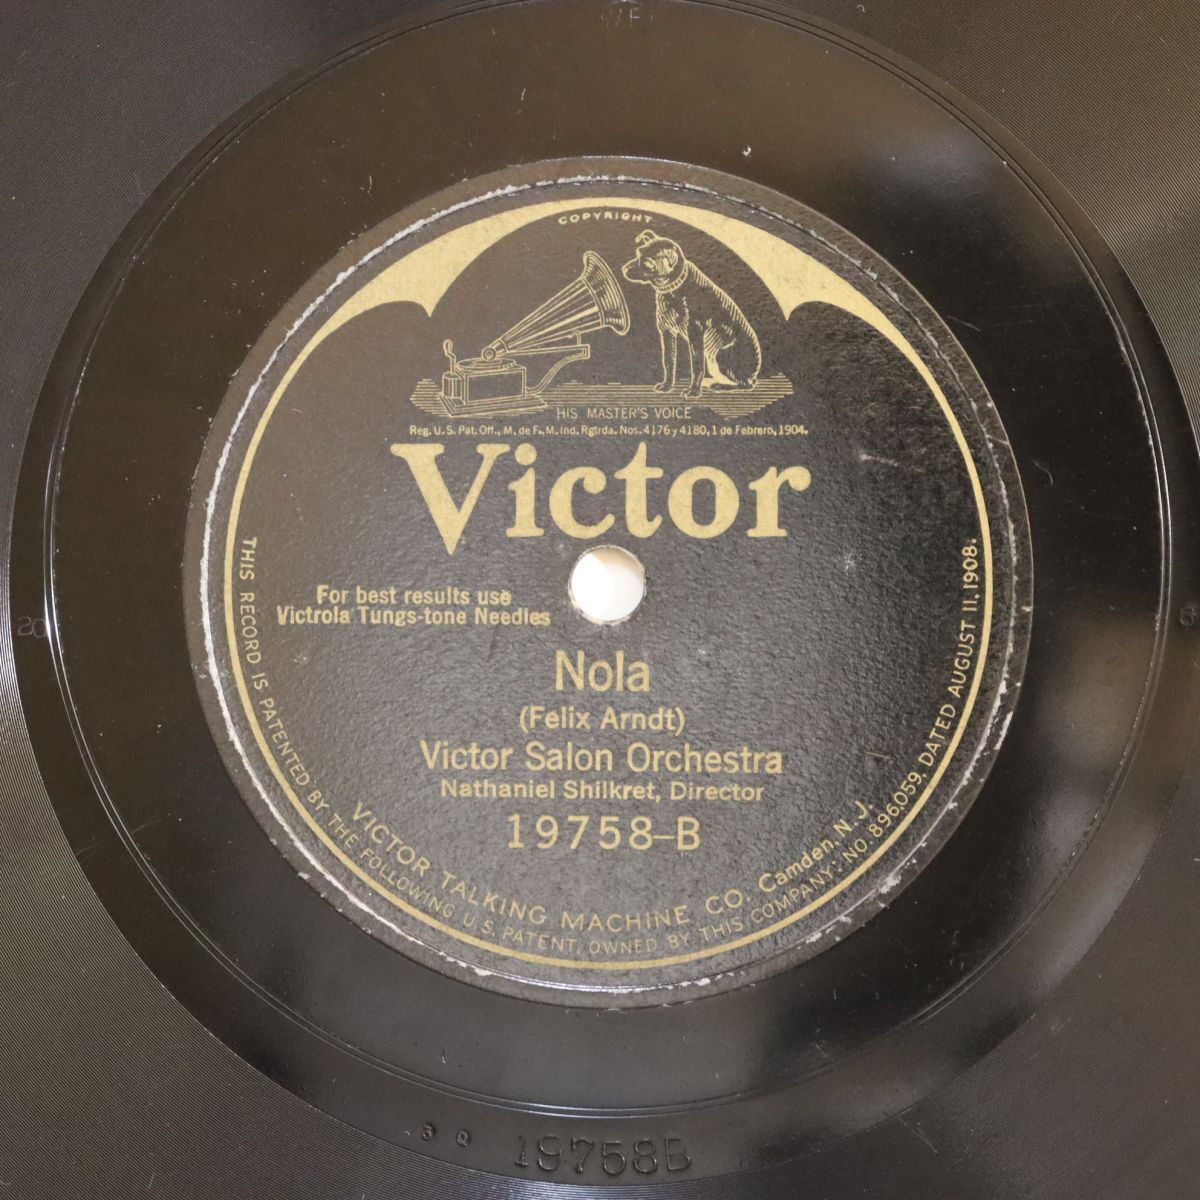 VE
COPYRIGHT
HIS MASTER'S VOICE
Reg. U.S. Pat. Off., M. de F. M. Ind. Rgtrda. Nos. 4176 y 4180, 1 de Febrero, 1904.
Victor
For best results use
Victrola Tungs-tone Needles
Nola
(Felix Arndt)
Victor Salon Orchestra
Nathaniel Shilkret, Director
19758–B
VICTOR TALKING MACHINE CO. Camden, N. J.
THIS RECORD IS PATENTED BY THE FOLLOWING U.S. PATENT, OWNED BY THIS COMPANY: NO. 896,059, DATED AUGUST 11, 1908.
20
6
19758B